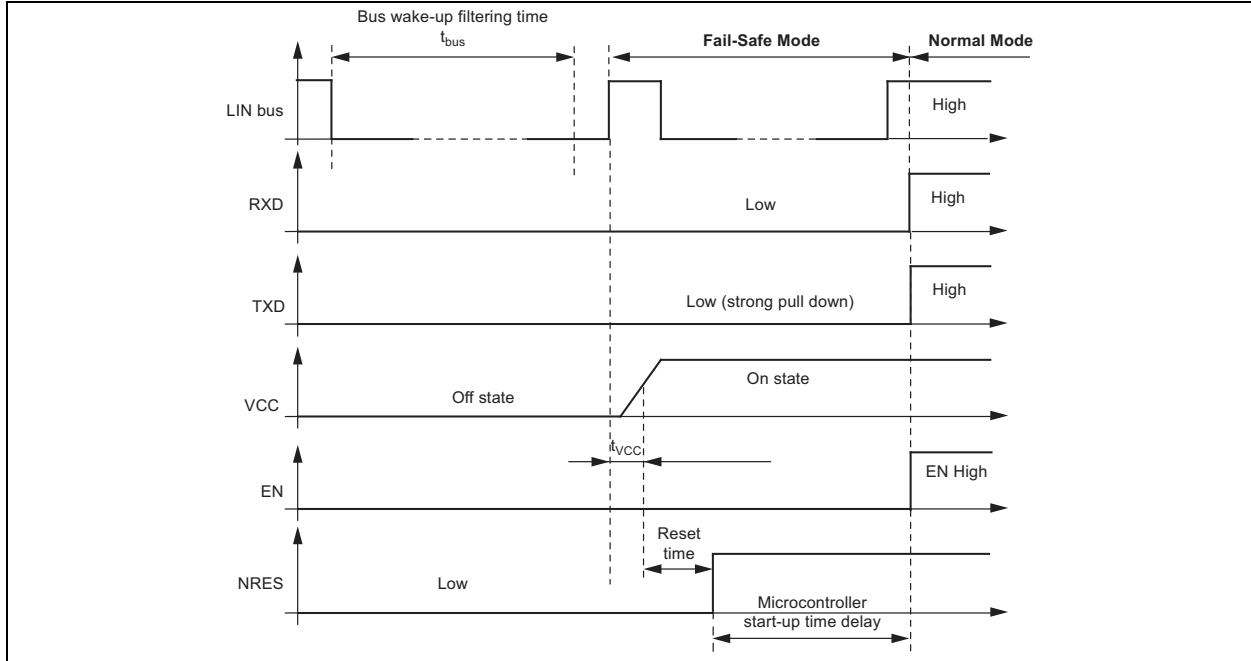 Bus wake-up filtering time
tbus
Fail-Safe Mode
Normal Mode
LIN bus
High
RXD
Low
High
TXD
Low (strong pull down)
High
VCC
Off state
On state
tVCC
EN
EN High
Reset
time
NRES
Low
Microcontroller
start-up time delay